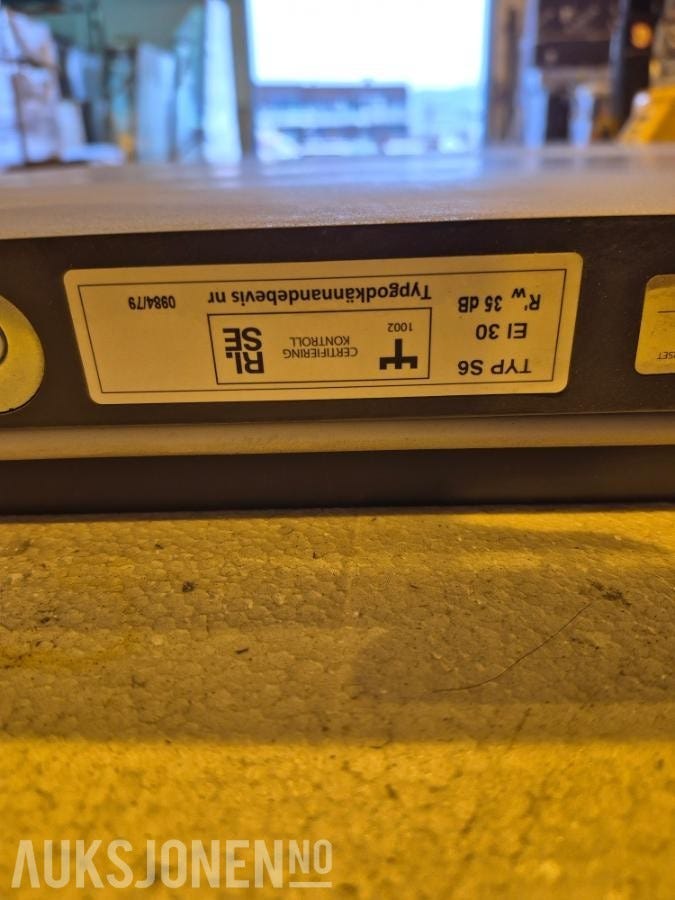 TYP S6
EI 30
R'w 35 dB
1002
CERTIFIERING
KONTROLL
RI.
SE
Typgodkännandebevis nr 0984/79
AUKSJONEN NO